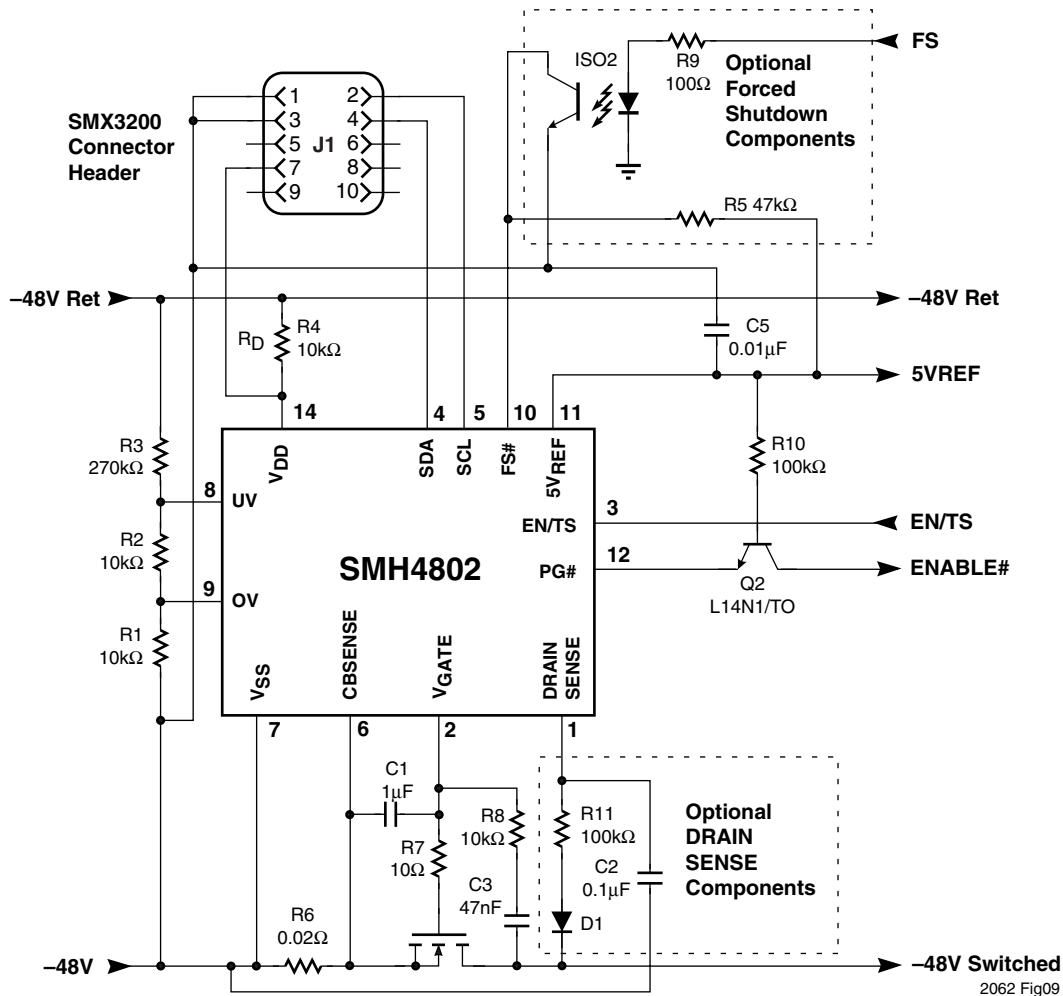 FS
ISO2
R9
100Ω
Optional
Forced
Shutdown
Components
SMX3200
Connector
Header
J1
1
2
3
4
5
6
7
8
9
10
R5 47kΩ
–48V Ret
–48V Ret
RD
R4
10kΩ
C5
0.01µF
5VREF
14
4
5
10
11
R3
270kΩ
VDD
SDA
SCL
FS#
5VREF
R10
100kΩ
8
UV
EN/TS
3
EN/TS
R2
10kΩ
SMH4802
PG#
12
ENABLE#
9
OV
Q2
L14N1/TO
R1
10kΩ
VSS
CBSENSE
VGATE
DRAIN
SENSE
7
6
2
1
C1
1µF
R8
10kΩ
R11
100kΩ
Optional
DRAIN
SENSE
Components
R7
10Ω
C2
0.1µF
C3
47nF
D1
R6
0.02Ω
–48V
–48V Switched
2062 Fig09